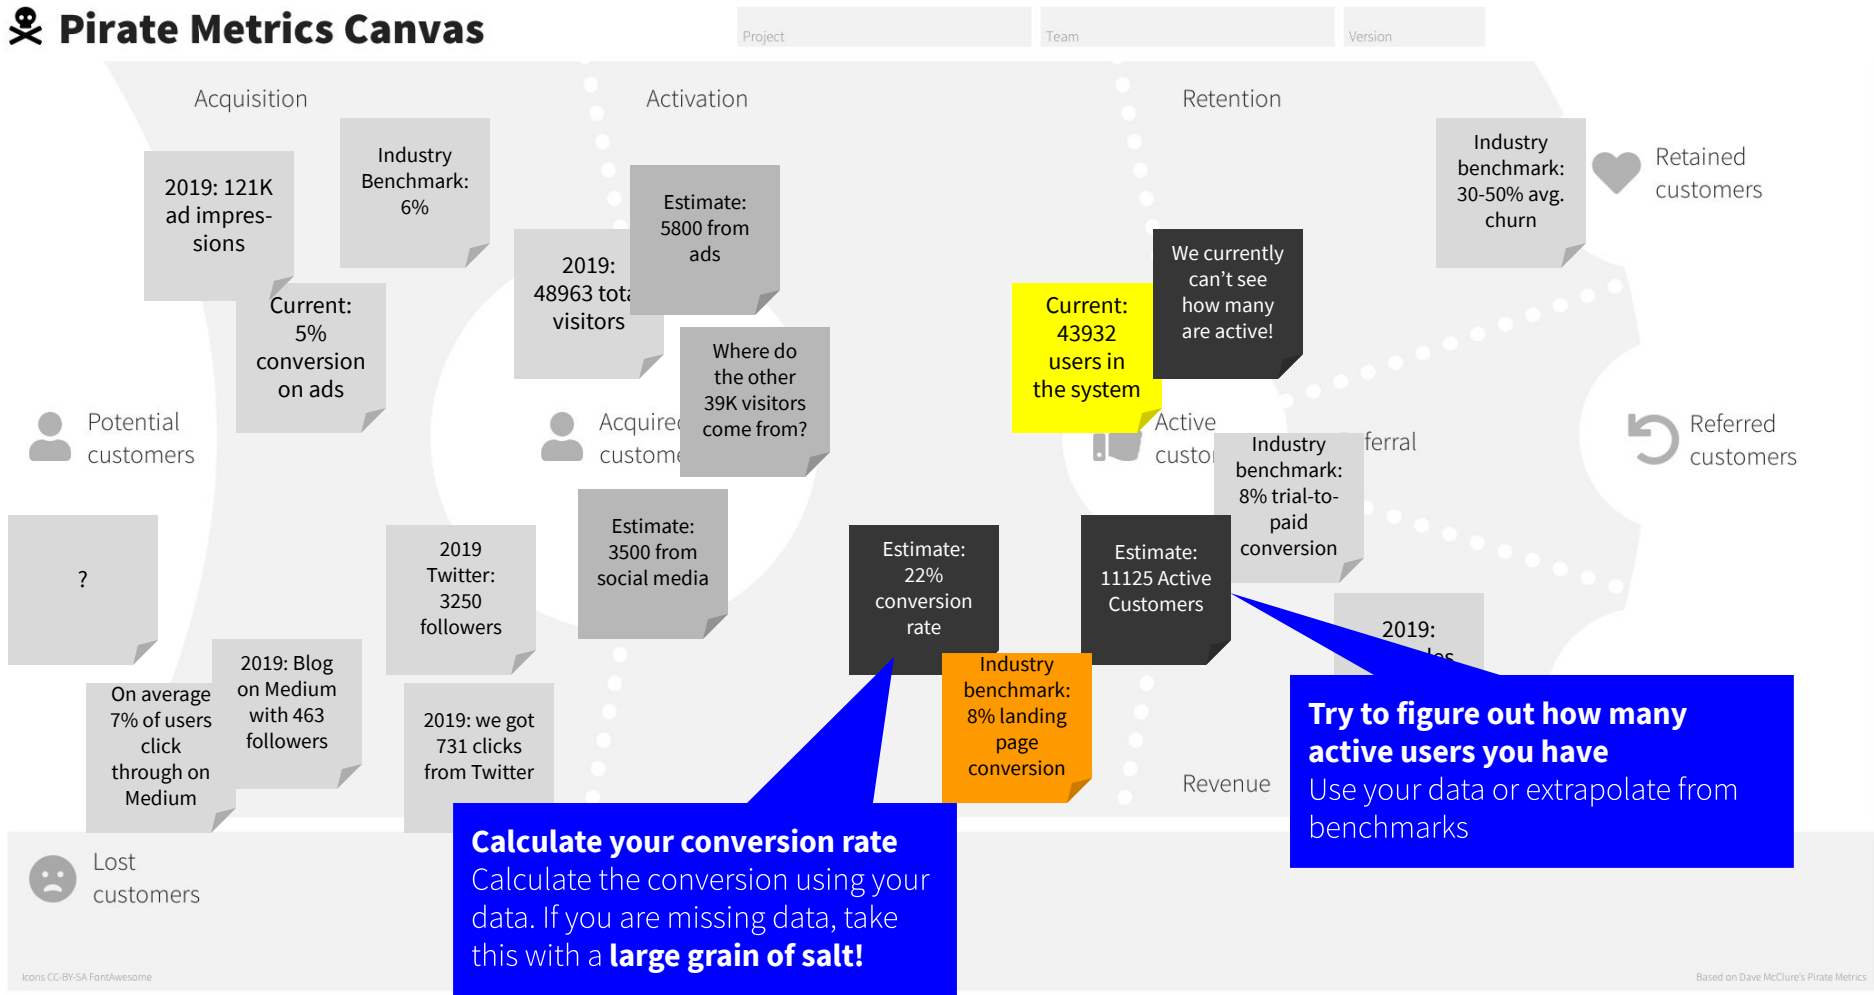 Pirate Metrics Canvas
Project
Team
Version
Acquisition
Activation
Retention
2019: 121K
ad impres-
sions
Industry
Benchmark:
6%
Current:
5%
conversion
on ads
2019:
48963
visitors
Estimate:
5800 from
ads
Where do
the other
39K visitors
come from?
Current:
43932
users in
the system
We currently
can't see
how many
are active!
Industry
benchmark:
30-50% avg.
churn
Retained
customers
Potential
customers
Acquired
Active
Referred
customers
Industry
benchmark:
8% trial-to-
paid
conversion
?
2019
Twitter:
3250
followers
Estimate:
3500 from
social media
Estimate:
22%
conversion
rate
Estimate:
11125 Active
Customers
2019:
On average
7% of users
click
through on
Medium
2019: Blog
on Medium
with 463
followers
2019: we got
731 clicks
from Twitter
Industry
benchmark:
8% landing
page
conversion
Revenue
Try to figure out how many
active users you have
Use your data or extrapolate from
benchmarks
Calculate your conversion rate
Calculate the conversion using your
data. If you are missing data, take
this with a large grain of salt!
Lost
customers
Icons CC-BY-SA FontAwesome
Based on Dave McClure's Pirate Metrics